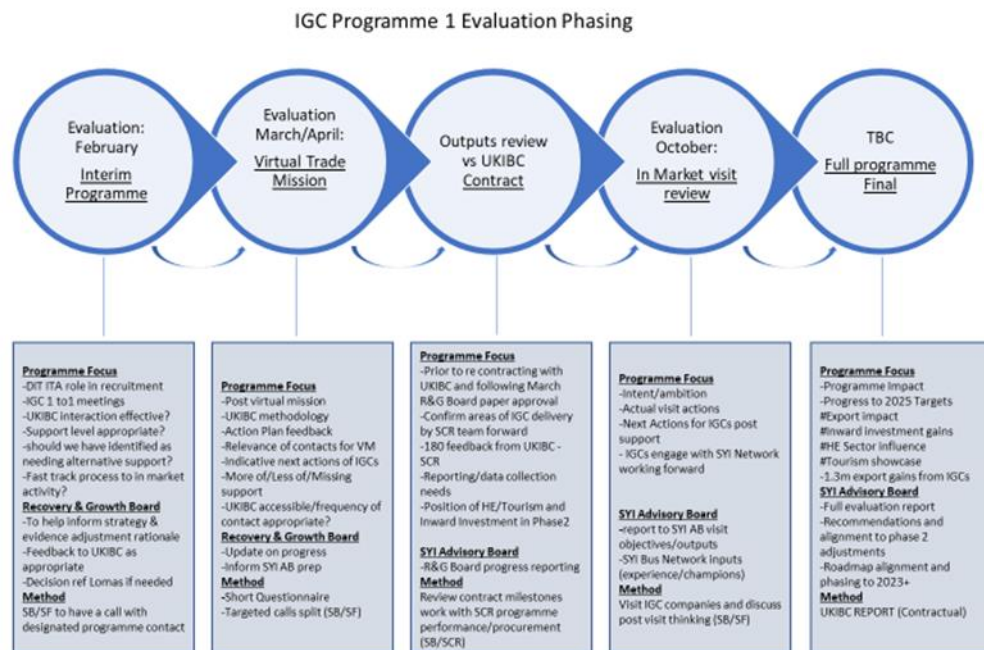 IGC Programme 1 Evaluation Phasing
Evaluation:
February
Interim
Programme
Evaluation
March/April:
Virtual Trade
Mission
Outputs review
vs UKIBC
Contract
Evaluation
October:
In Market visit
review
TBC
Full programme
Final
Programme Focus
-DIT ITA role in recruitment
-IGC 1 to1 meetings
-UKIBC interaction effective?
-Support level appropriate?
-should we have identified as
needing alternative support?
-Fast track process to in market
activity?
Recovery & Growth Board
-To help inform strategy &
evidence adjustment rationale
-Feedback to UKIBC as
appropriate
-Decision ref Lomas if needed
Method
SB/SF to have a call with
designated programme contact
Programme Focus
-Post virtual mission
-UKIBC methodology
-Action Plan feedback
-Relevance of contacts for VM
-Indicative next actions of IGCs
-More of/Less of/Missing
support
-UKIBC accessible/frequency of
contact appropriate?
Recovery & Growth Board
-Update on progress
-Inform SYI AB prep
Method
-Short Questionnaire
-Targeted calls split (SB/SF)
Programme Focus
-Prior to re contracting with
UKIBC and following March
R&G Board paper approval
-Confirm areas of IGC delivery
by SCR team forward
-180 feedback from UKIBC -
SCR
-Reporting/data collection
needs
-Position of HE/Tourism and
Inward Investment in Phase2
SYI Advisory Board
-R&G Board progress reporting
Method
Review contract milestones
work with SCR programme
performance/procurement
(SB/SCR)
Programme Focus
-Intent/ambition
-Actual visit actions
-Next Actions for IGCs post
support
- IGCs engage with SYI Network
working forward
SYI Advisory Board
-report to SYI AB visit
objectives/outputs
-SYI Bus Network inputs
(experience/champions)
Method
Visit IGC companies and discuss
post visit thinking (SB/SF)
Programme Focus
-Programme Impact
-Progress to 2025 Targets
#Export impact
#Inward investment gains
#HE Sector influence
#Tourism showcase
-1.3m export gains from IGCs
SYI Advisory Board
-Full evaluation report
-Recommendations and
alignment to phase 2
adjustments
-Roadmap alignment and
phasing to 2023+
Method
UKIBC REPORT (Contractual)